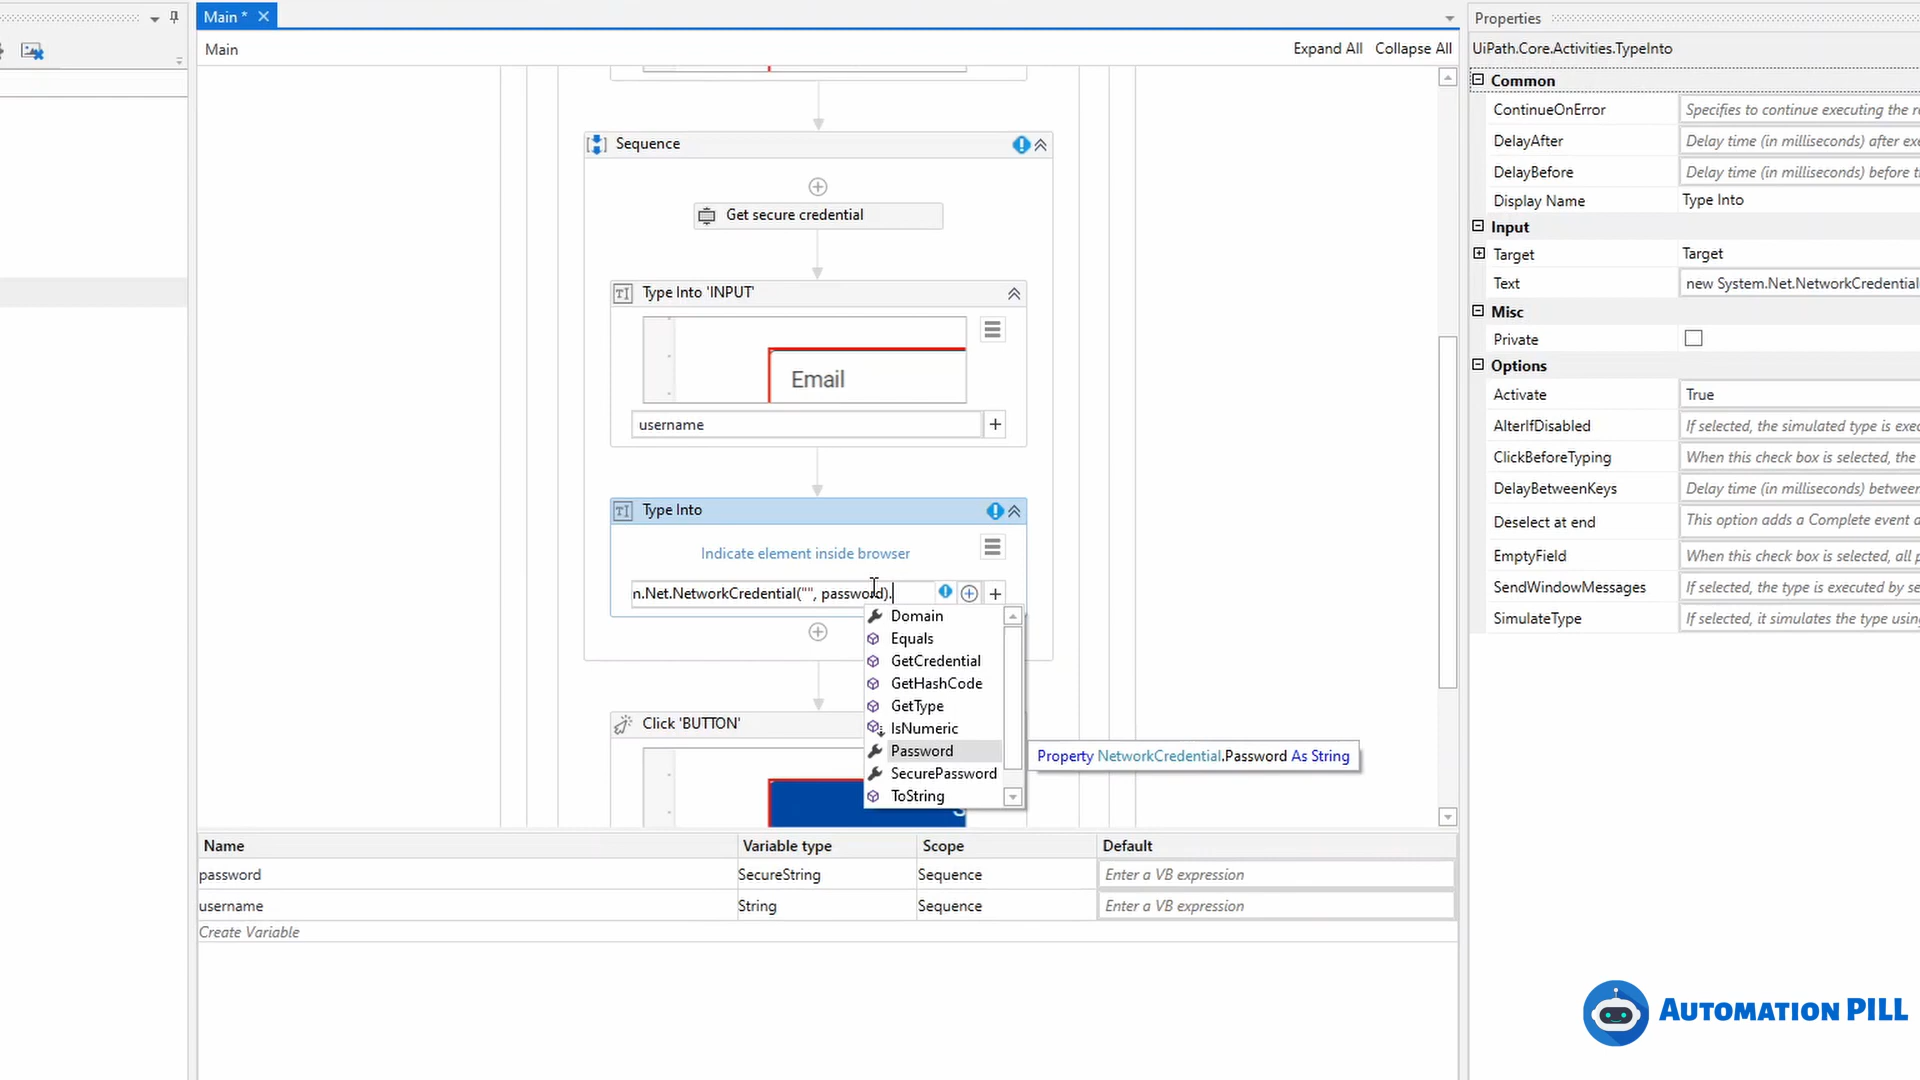 Main *
Main
Expand All
Collapse All
Sequence
Get secure credential
Type Into 'INPUT'
Email
username
Type Into
Indicate element inside browser
n.Net.NetworkCredential("", password).
Domain
Equals
GetCredential
GetHashCode
GetType
IsNumeric
Password
SecurePassword
ToString
Property NetworkCredential.Password As String
Click 'BUTTON'
Name Variable type Scope Default
password SecureString Sequence Enter a VB expression
username String Sequence Enter a VB expression
Create Variable
Properties
UiPath.Core.Activities.TypeInto
Common
ContinueOnError Specifies to continue executing the r
DelayAfter Delay time (in milliseconds) after exe
DelayBefore Delay time (in milliseconds) before t
Display Name Type Into
Input
Target Target
Text new System.Net.NetworkCredential
Misc
Private
Options
Activate True
AlterIfDisabled If selected, the simulated type is exec
ClickBeforeTyping When this check box is selected, the
DelayBetweenKeys Delay time (in milliseconds) between
Deselect at end This option adds a Complete event a
EmptyField When this check box is selected, all p
SendWindowMessages If selected, the type is executed by se
SimulateType If selected, it simulates the type using
AUTOMATION PILL